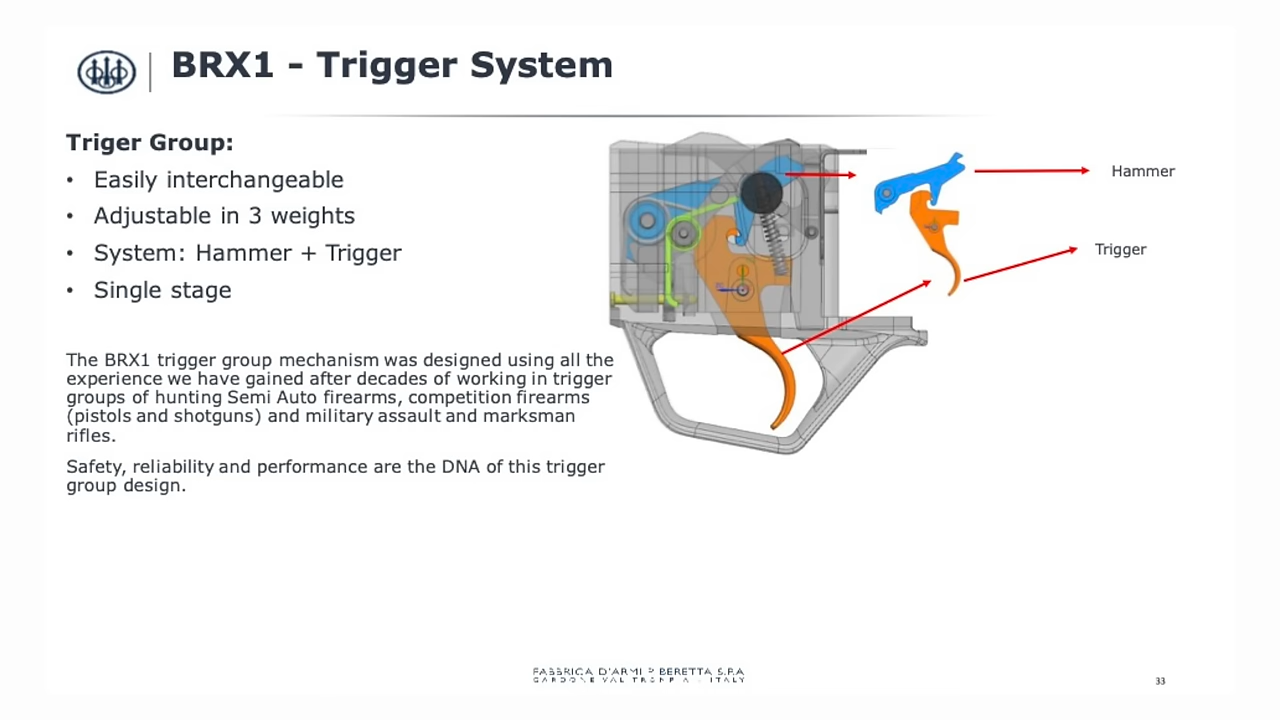 BRX1 - Trigger System
Triger Group:
• Easily interchangeable
• Adjustable in 3 weights
• System: Hammer + Trigger
• Single stage
The BRX1 trigger group mechanism was designed using all the
experience we have gained after decades of working in trigger
groups of hunting Semi Auto firearms, competition firearms
(pistols and shotguns) and military assault and marksman
rifles.
Safety, reliability and performance are the DNA of this trigger
group design.
Hammer
Trigger
FABBRICA D'ARMI P BERETTA S.P.A
GARDONE VAL TROMPIA - ITALY
33